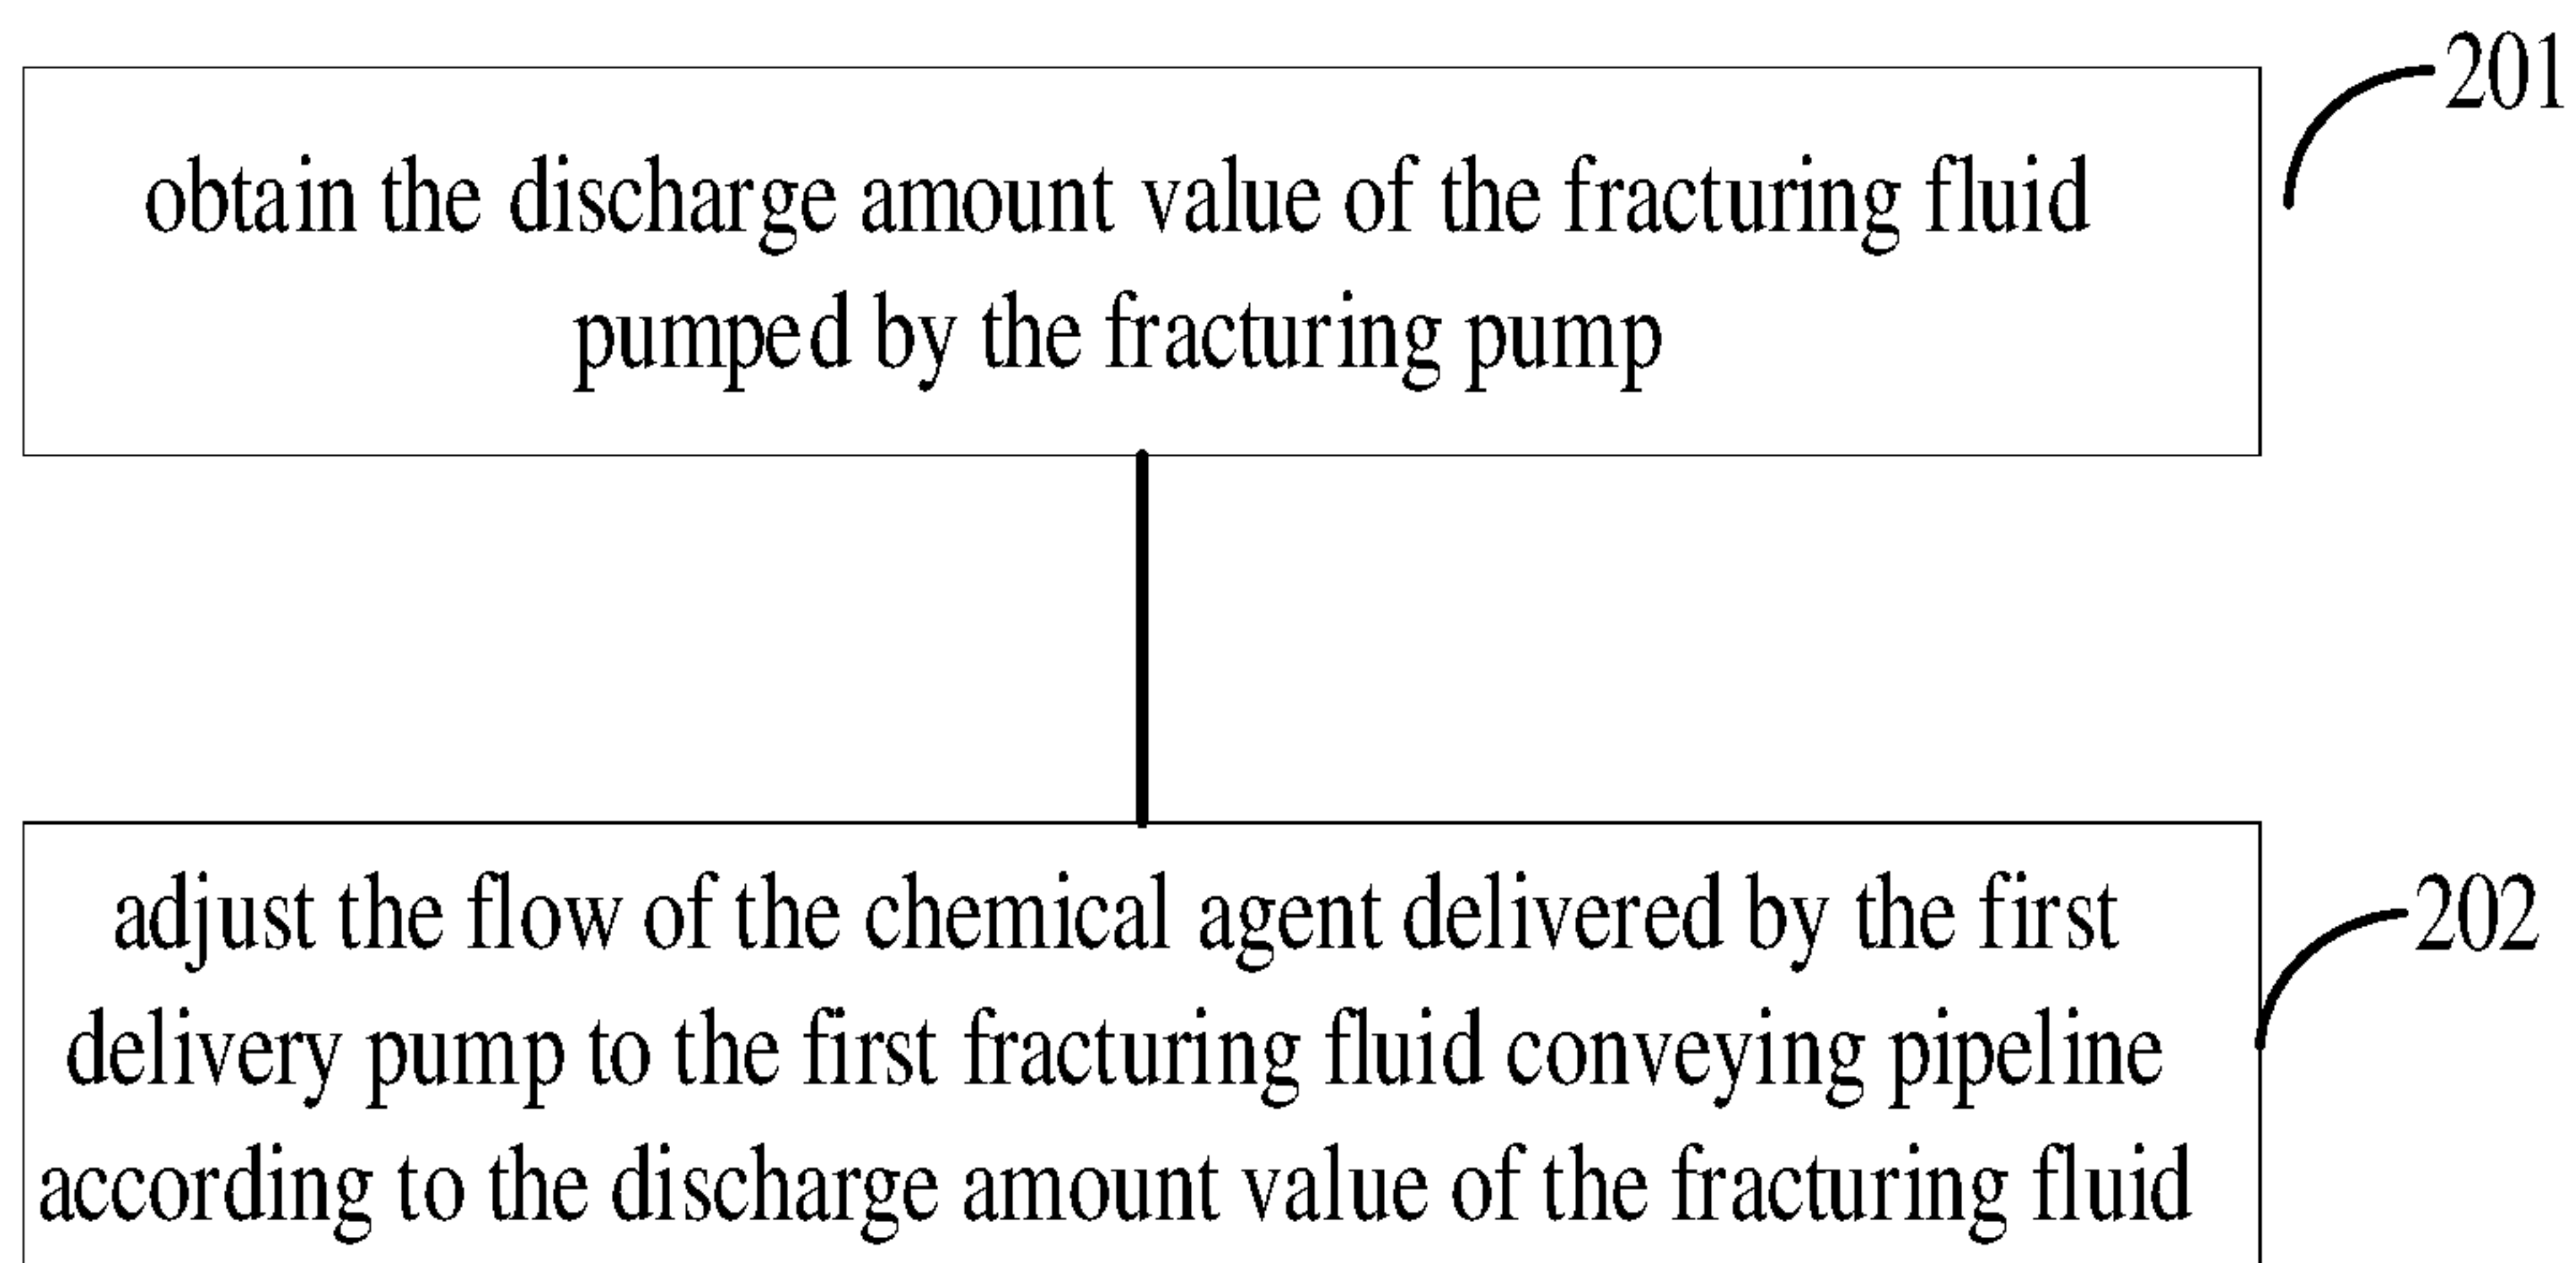 201
obtain the discharge amount value of the fracturing fluid
pumped by the fracturing pump
202
adjust the flow of the chemical agent delivered by the first
delivery pump to the first fracturing fluid conveying pipeline
according to the discharge amount value of the fracturing fluid